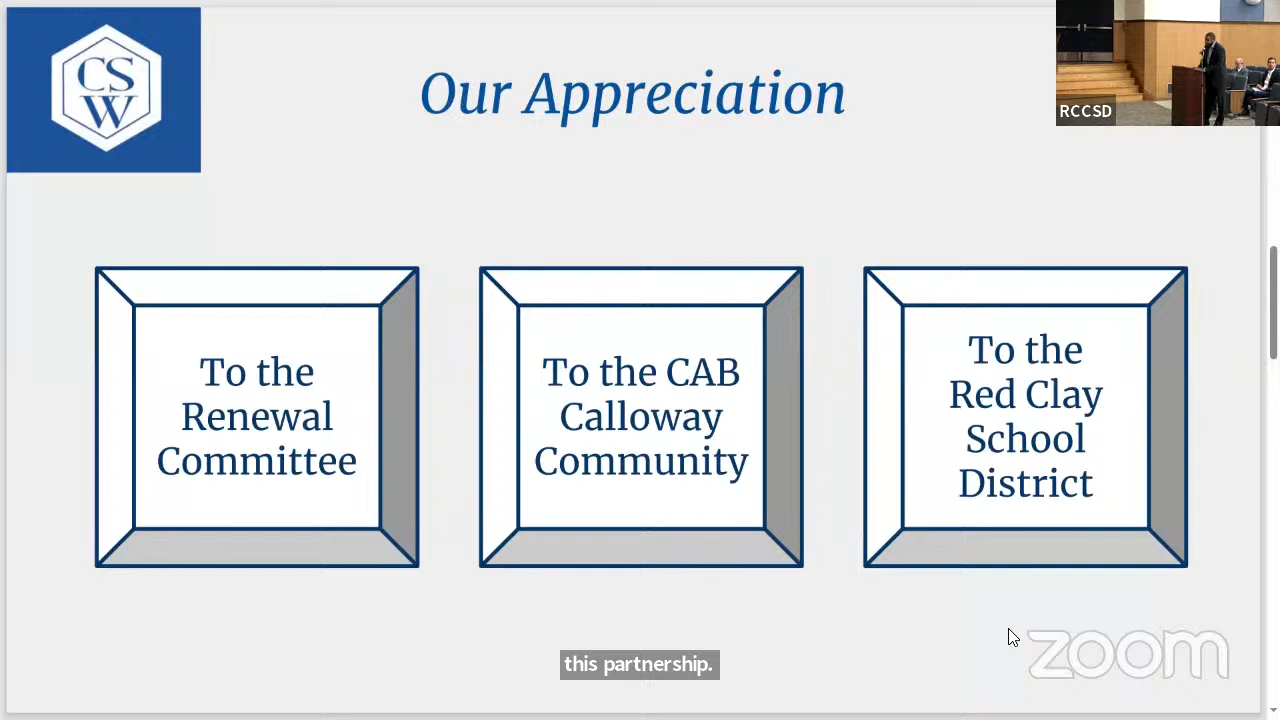 CS
W
Our Appreciation
RCCSD
To the
Renewal
Committee
To the CAB
Calloway
Community
To the
Red Clay
School
District
this partnership.
zoom